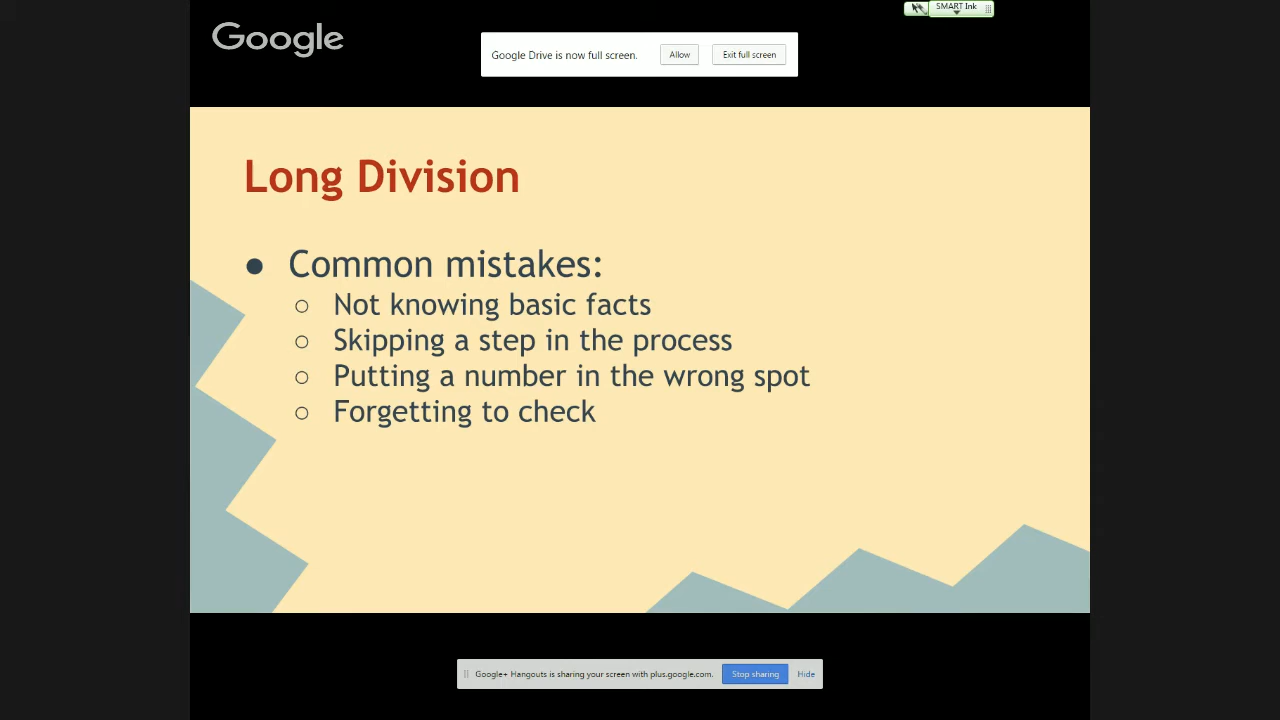 SMART Ink
Google
Google Drive is now full screen. Allow Exit full screen
Long Division
● Common mistakes:
○ Not knowing basic facts
○ Skipping a step in the process
○ Putting a number in the wrong spot
○ Forgetting to check
Google+ Hangouts is sharing your screen with plus.google.com. Stop sharing Hide